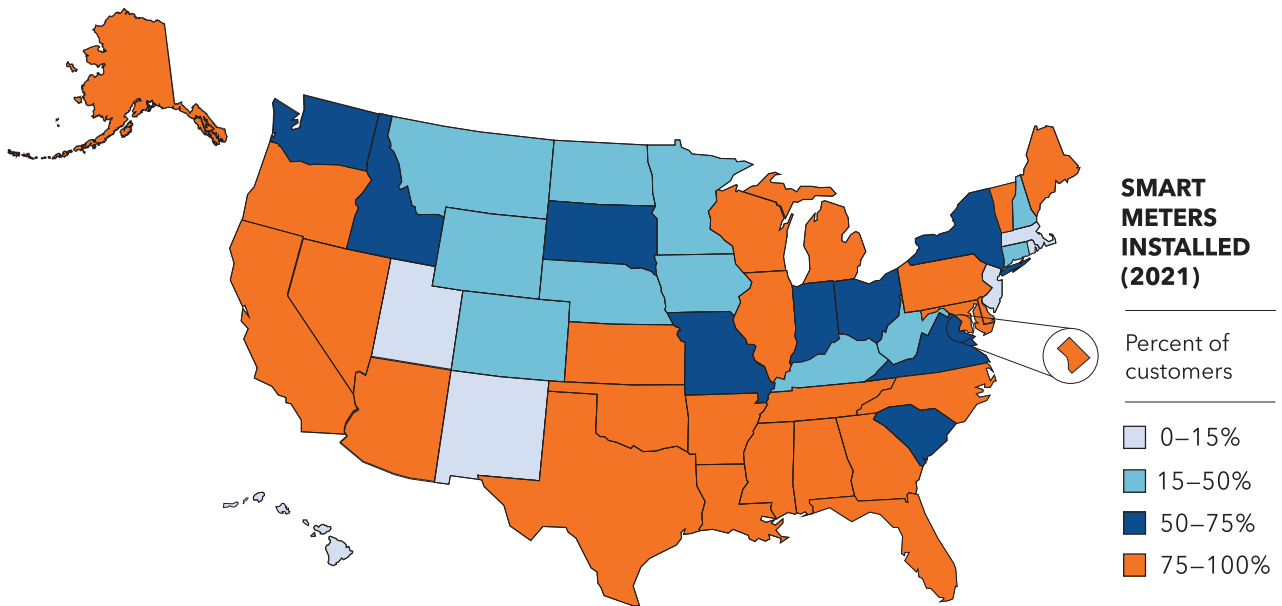 SMART
METERS
INSTALLED
(2021)
Percent of
customers
0–15%
15–50%
50–75%
75–100%